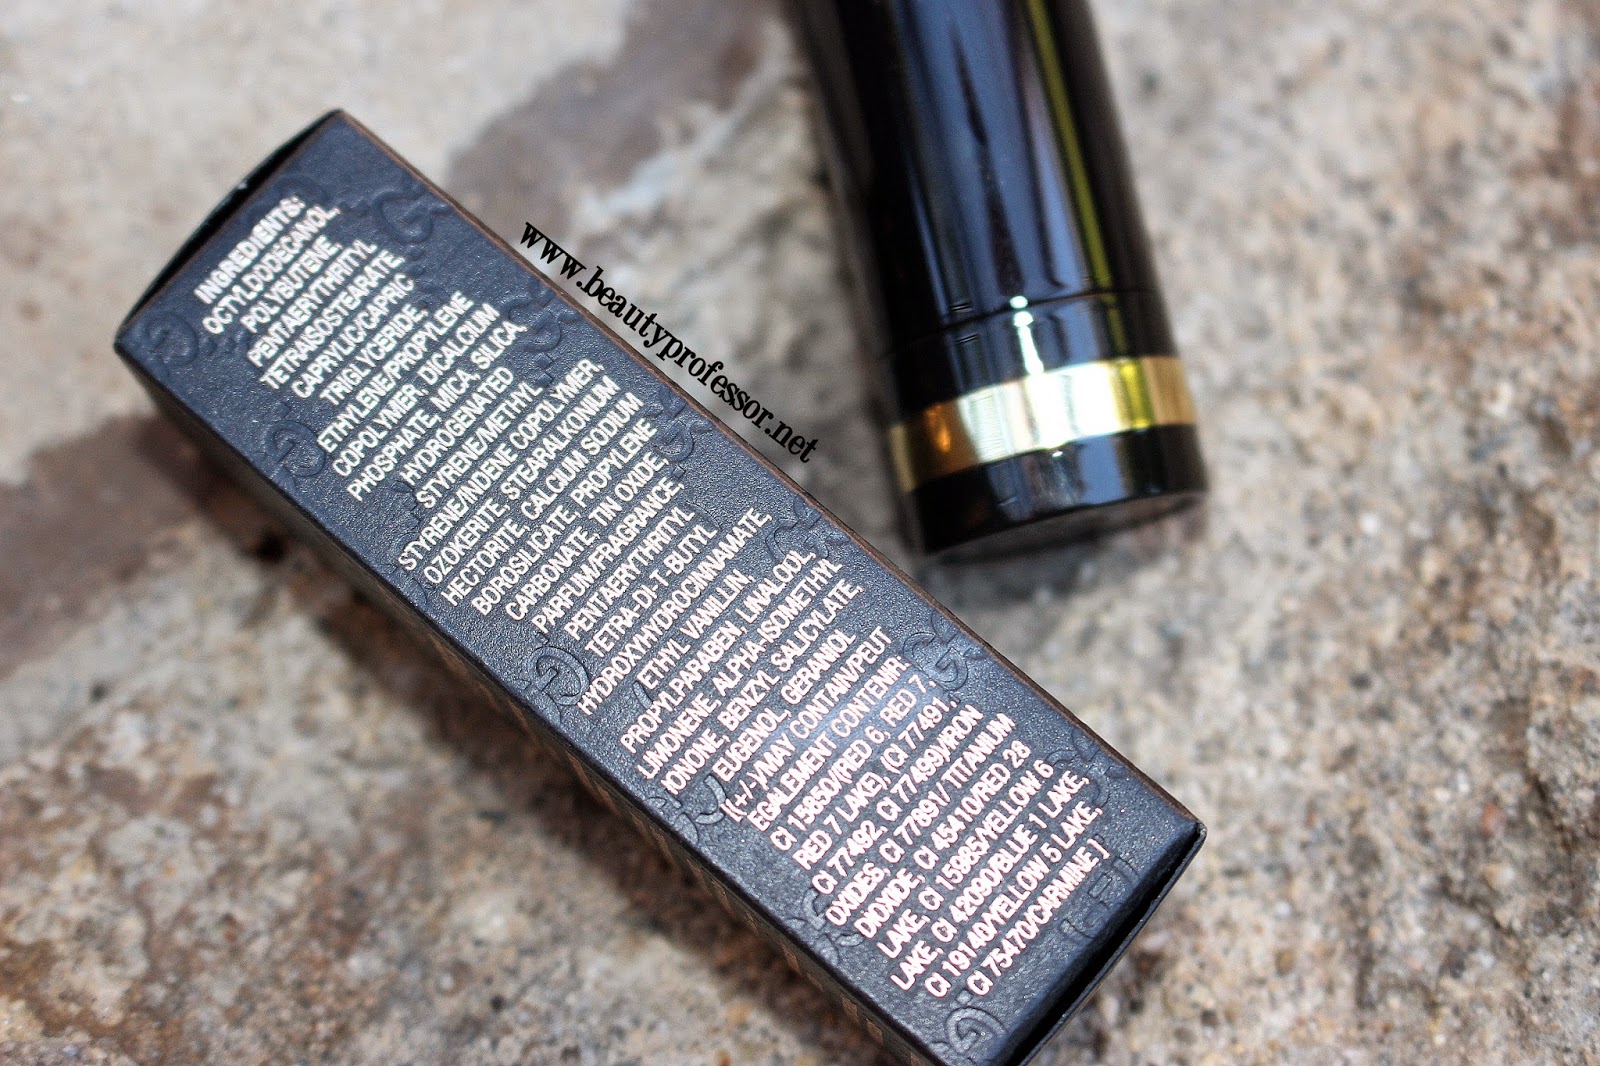 INGREDIENTS:
OCTYLDODECANOL,
POLYBUTENE,
PENTAERYTHRITYL
TETRAISOSTEARATE,
CAPRYLIC/CAPRIC
TRIGLYCERIDE,
ETHYLENE/PROPYLENE
COPOLYMER, DICALCIUM
PHOSPHATE, MICA, SILICA,
HYDROGENATED
STYRENE/METHYL
STYRENE/INDENE COPOLYMER,
OZOKERITE, STEARALKONIUM
HECTORITE, CALCIUM SODIUM
BOROSILICATE, PROPYLENE
CARBONATE, TIN OXIDE,
PARFUM/FRAGRANCE,
PENTAERYTHRITYL
TETRA-DI-T-BUTYL
HYDROXYHYDROCINNAMATE,
ETHYL VANILLIN,
PROPYLPARABEN, LINALOOL,
LIMONENE, ALPHA-ISOMETHYL
IONONE, BENZYL SALICYLATE,
EUGENOL, GERANIOL
[(+/-)/MAY CONTAIN/PEUT
EGALEMENT CONTENIR:
CI 15850/(RED 6, RED 7,
RED 7 LAKE), (CI 77491,
CI 77492, CI 77499/IRON
OXIDES, CI 77891/ TITANIUM
DIOXIDE, CI 45410/RED 28
LAKE, CI 15985/YELLOW 6
LAKE, CI 42090/BLUE 1 LAKE,
CI 19140/YELLOW 5 LAKE,
CI 75470/CARMINE ]
www.beautyprofessor.net